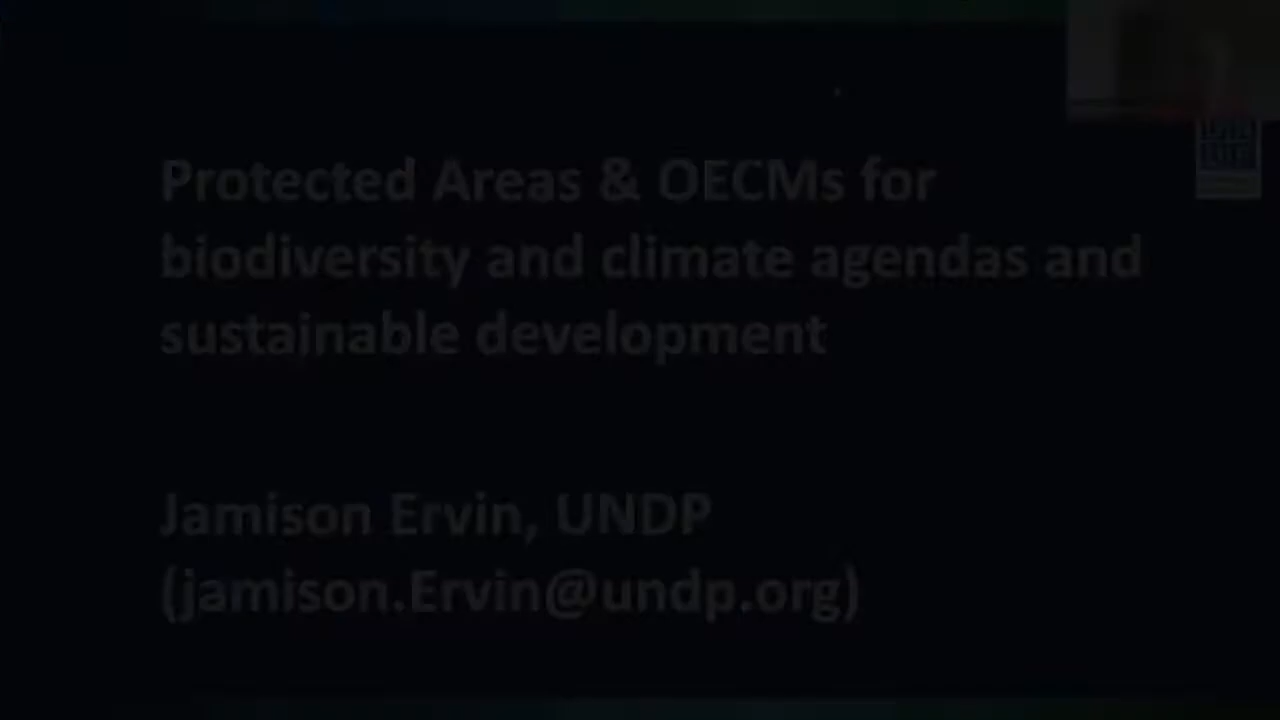 Protected Areas & OECMs for
biodiversity and climate agendas and
sustainable development
Jamison Ervin, UNDP
(jamison.Ervin@undp.org)